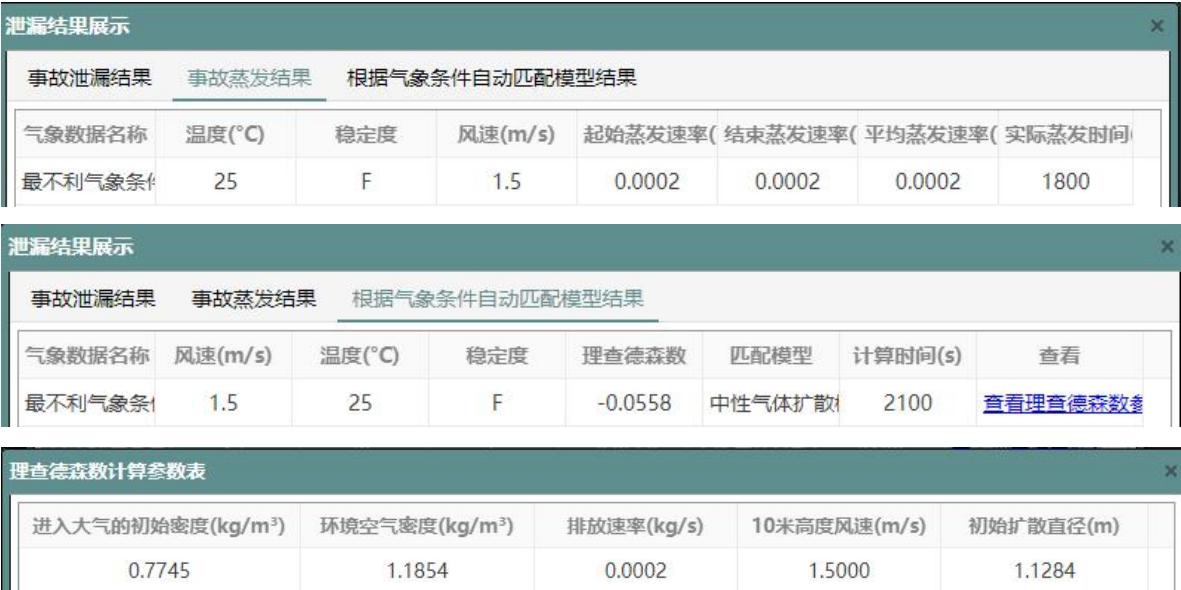 泄漏结果展示 ×
事故泄漏结果 事故蒸发结果 根据气象条件自动匹配模型结果
气象数据名称 温度(°C) 稳定度 风速(m/s) 起始蒸发速率( 结束蒸发速率( 平均蒸发速率( 实际蒸发时间(
最不利气象条件 25 F 1.5 0.0002 0.0002 0.0002 1800
泄漏结果展示 ×
事故泄漏结果 事故蒸发结果 根据气象条件自动匹配模型结果
气象数据名称 风速(m/s) 温度(°C) 稳定度 理查德森数 匹配模型 计算时间(s) 查看
最不利气象条 1.5 25 F -0.0558 中性气体扩散 2100 查看理查德森数参
理查德森数计算参数表 ×
进入大气的初始密度(kg/m³) 环境空气密度(kg/m³) 排放速率(kg/s) 10米高度风速(m/s) 初始扩散直径(m)
0.7745 1.1854 0.0002 1.5000 1.1284